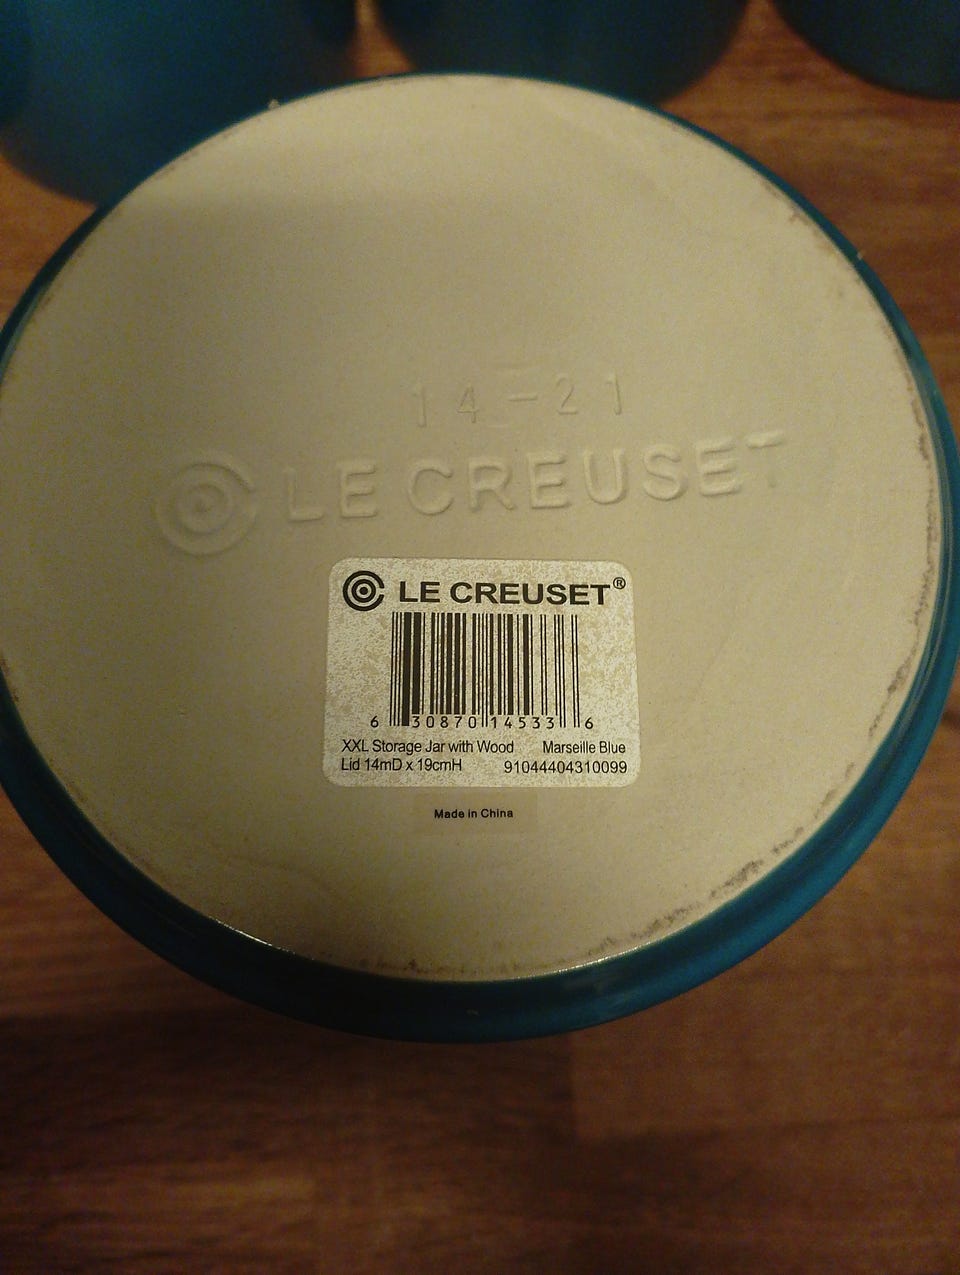 14-21
LE CREUSET
LE CREUSET®
6 30870 14533 6
XXL Storage Jar with Wood Marseille Blue
Lid 14mD x 19cmH 91044404310099
Made in China